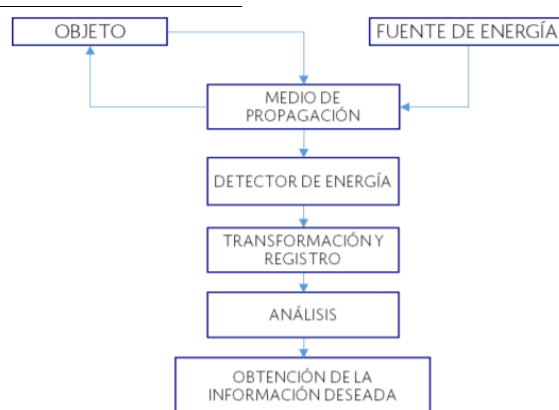 OBJETO
FUENTE DE ENERGÍA
MEDIO DE
PROPAGACIÓN
DETECTOR DE ENERGÍA
TRANSFORMACIÓN Y
REGISTRO
ANÁLISIS
OBTENCIÓN DE LA
INFORMACIÓN DESEADA